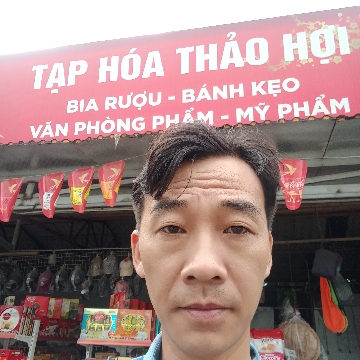 TẠP HÓA THẢO HỢI
BIA RƯỢU - BÁNH KẸO
VĂN PHÒNG PHẨM - MỸ PHẨM